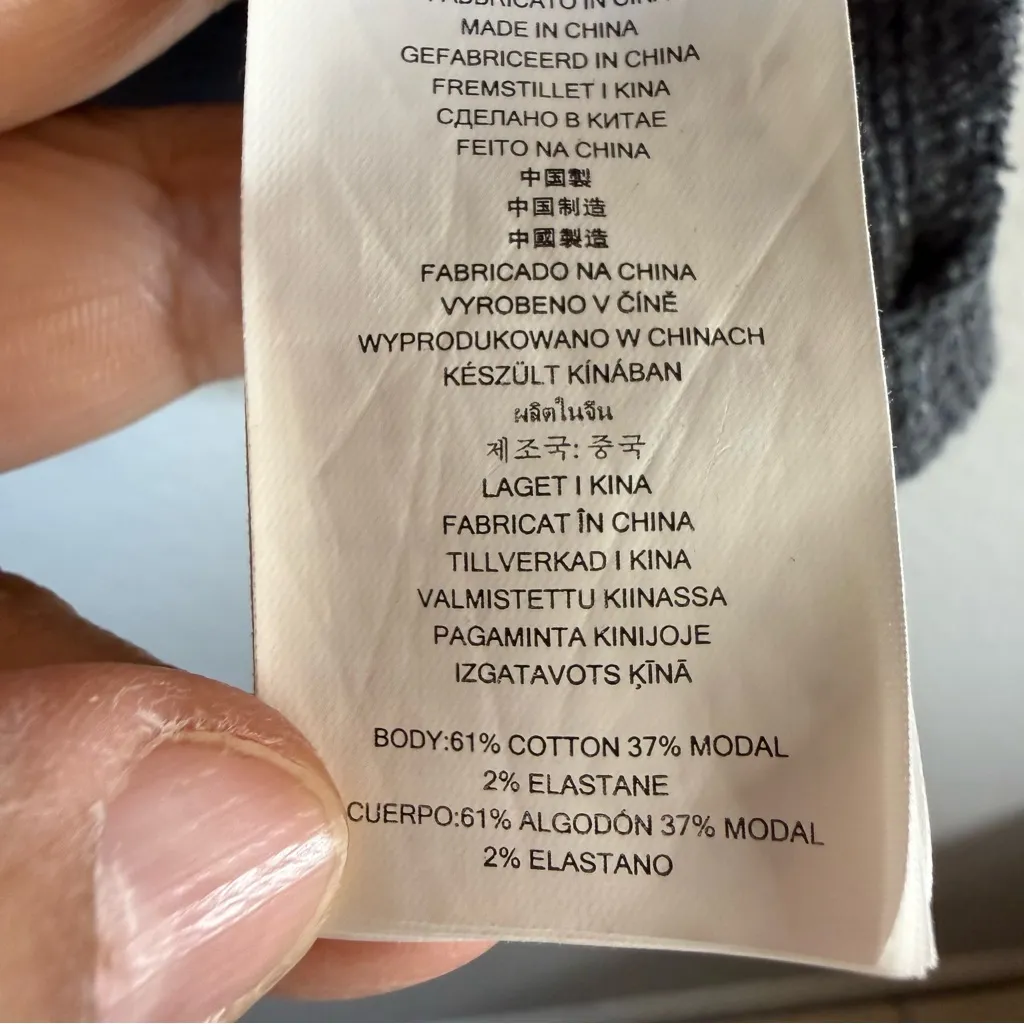 FABBRICATO IN CINA
MADE IN CHINA
GEFABRICEERD IN CHINA
FREMSTILLET I KINA
СДЕЛАНО В КИТАЕ
FEITO NA CHINA
中国製
中国制造
中國製造
FABRICADO NA CHINA
VYROBENO V ČÍNĚ
WYPRODUKOWANO W CHINACH
KÉSZÜLT KÍNÁBAN
ผลิตในจีน
제조국: 중국
LAGET I KINA
FABRICAT ÎN CHINA
TILLVERKAD I KINA
VALMISTETTU KIINASSA
PAGAMINTA KINIJOJE
IZGATAVOTS ĶĪNĀ
BODY:61% COTTON 37% MODAL
2% ELASTANE
CUERPO:61% ALGODÓN 37% MODAL
2% ELASTANO